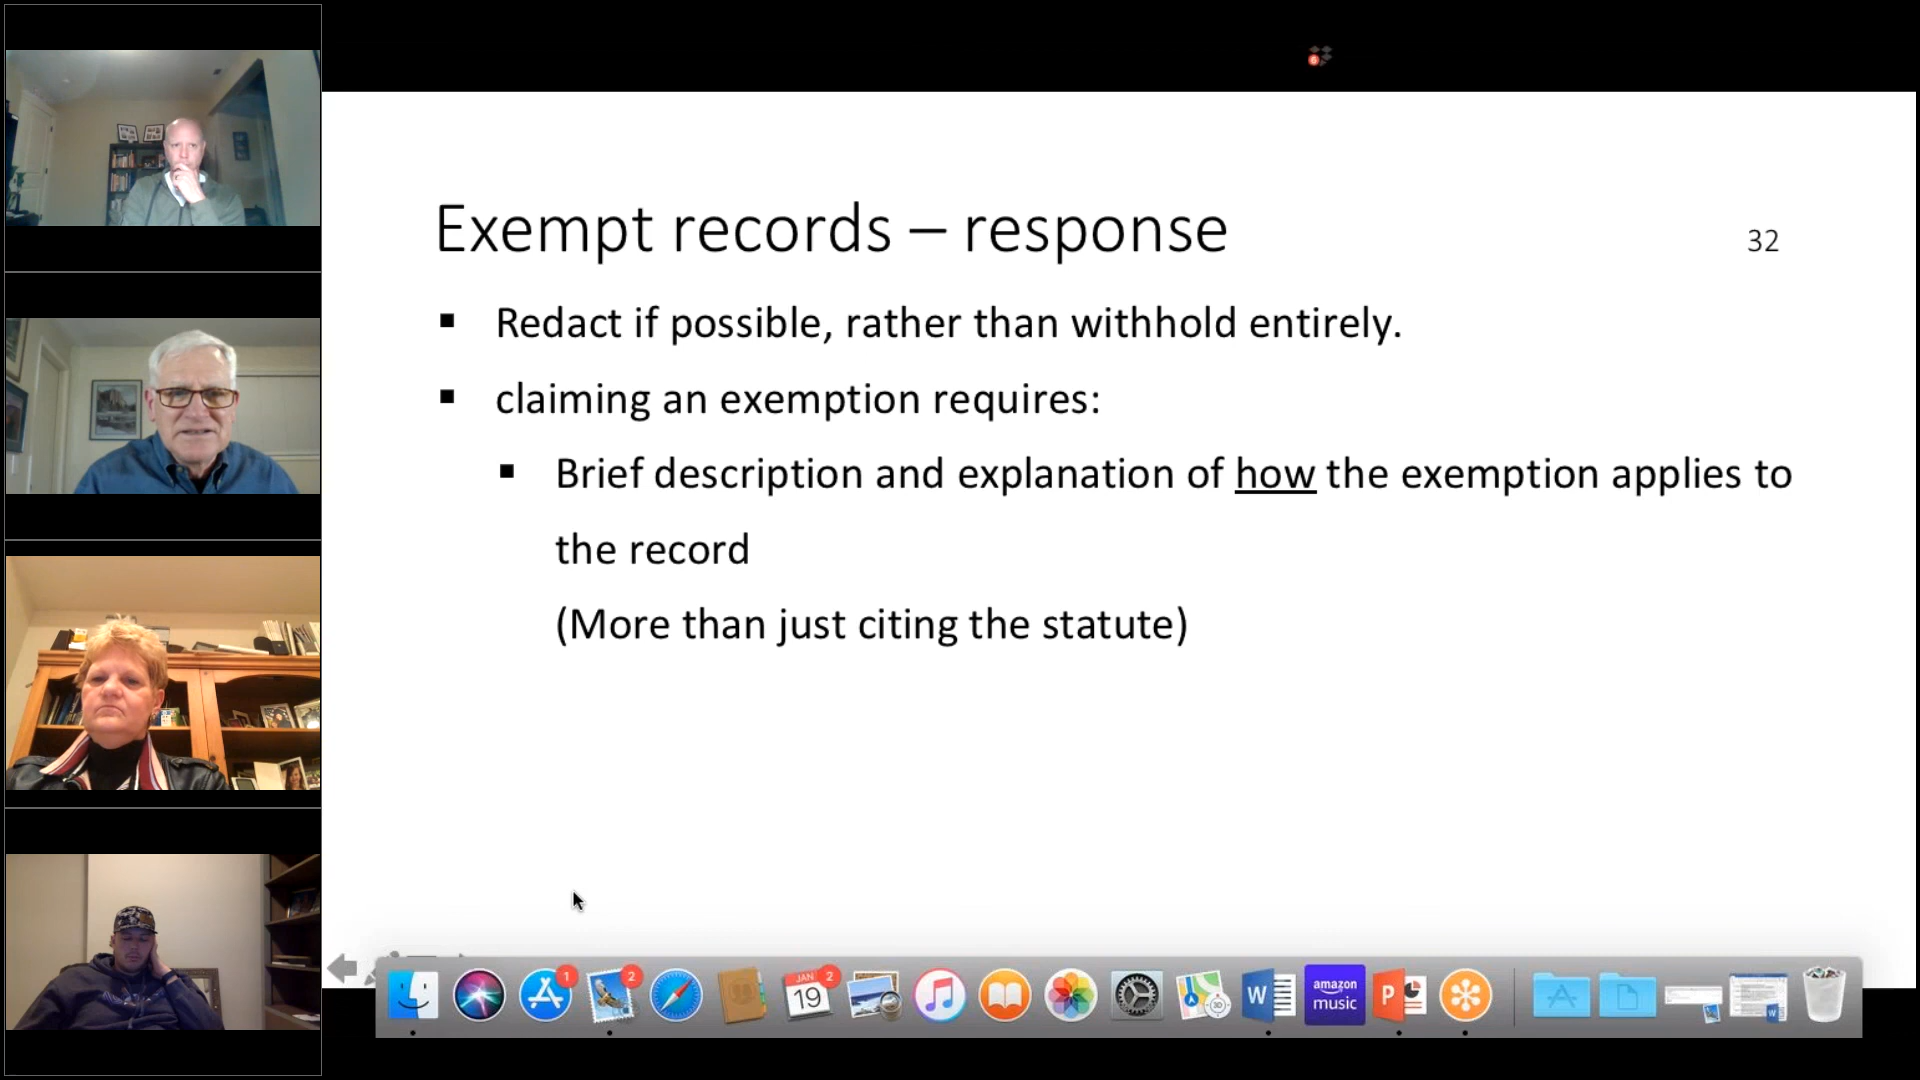 6
Exempt records – response
32
▪ Redact if possible, rather than withhold entirely.
▪ claiming an exemption requires:
▪ Brief description and explanation of how the exemption applies to
the record
(More than just citing the statute)
1
2
JAN
2
19
3D
W
amazon
music
P
W